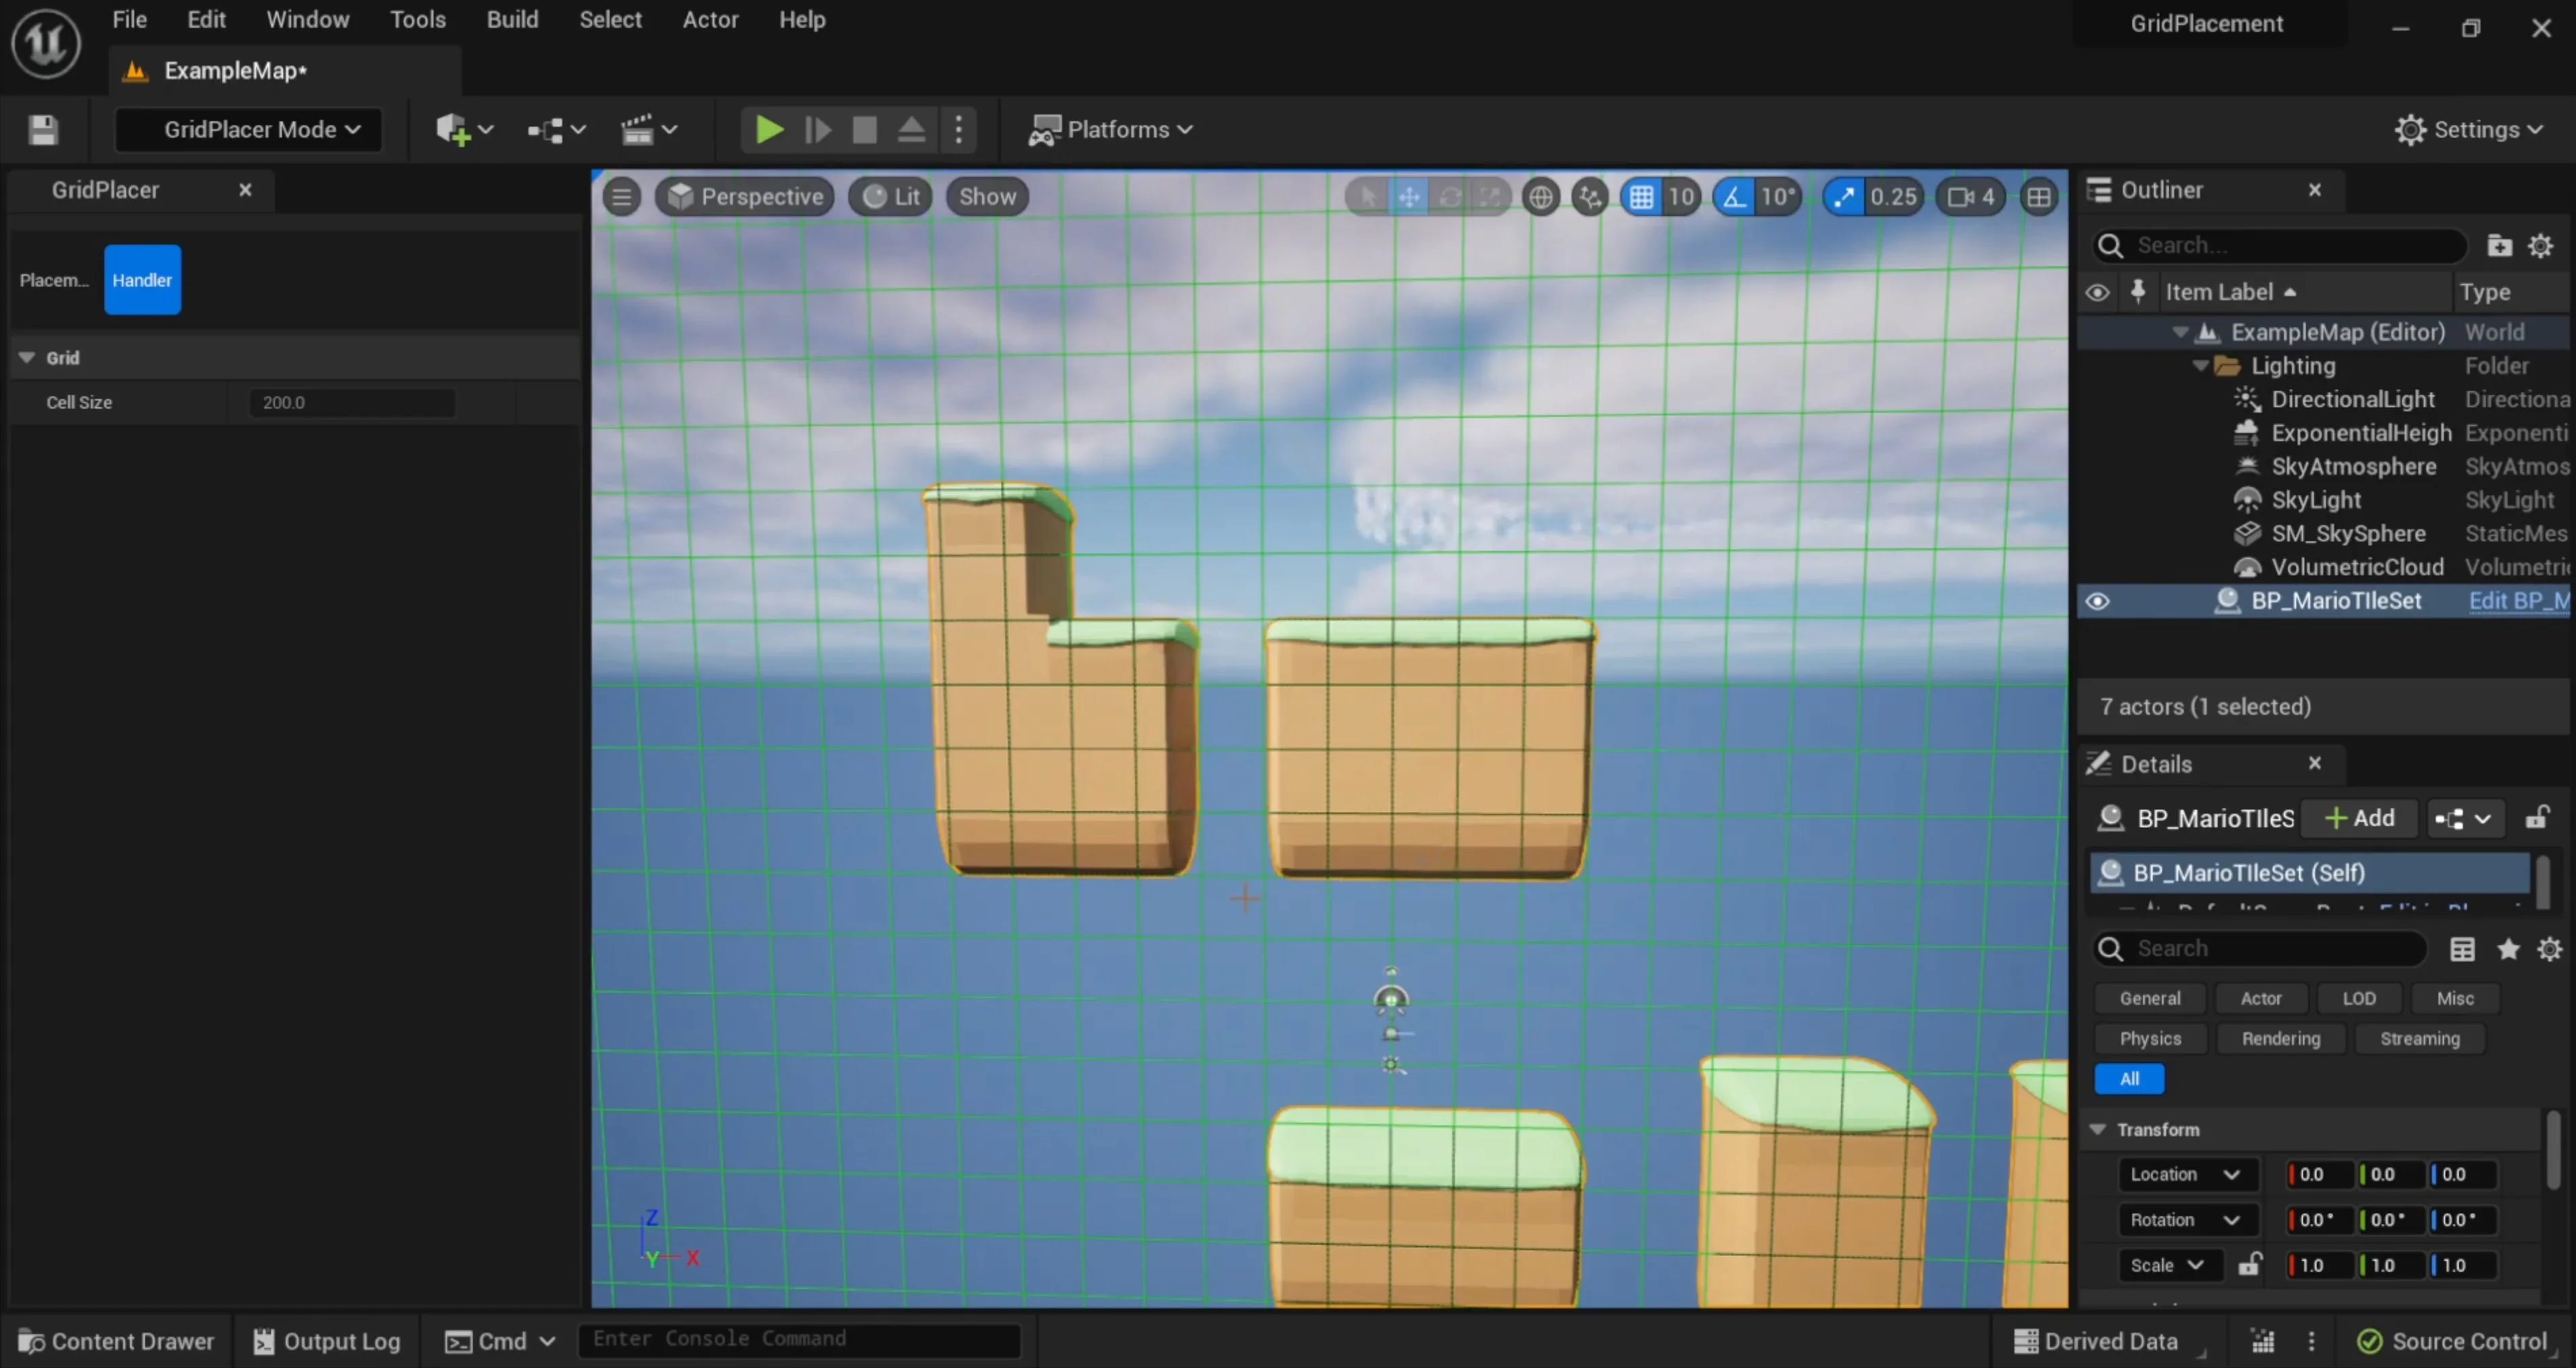 File Edit Window Tools Build Select Actor Help
GridPlacement
ExampleMap*
GridPlacer Mode
Platforms
Settings
GridPlacer
Placem...
Handler
Grid
Cell Size 200.0
Perspective Lit Show 10 10° 0.25 4
Outliner
Search...
Item Label Type
ExampleMap (Editor) World
Lighting Folder
DirectionalLight Directiona
ExponentialHeigh Exponenti
SkyAtmosphere SkyAtmos
SkyLight SkyLight
SM_SkySphere StaticMes
VolumetricCloud Volumetric
BP_MarioTIleSet Edit BP_M
7 actors (1 selected)
Details
BP_MarioTIleS Add
BP_MarioTIleSet (Self)
Search
General Actor LOD Misc
Physics Rendering Streaming
All
Transform
Location 0.0 0.0 0.0
Rotation 0.0° 0.0° 0.0°
Scale 1.0 1.0 1.0
Z
Y X
Content Drawer Output Log Cmd Enter Console Command Derived Data Source Control